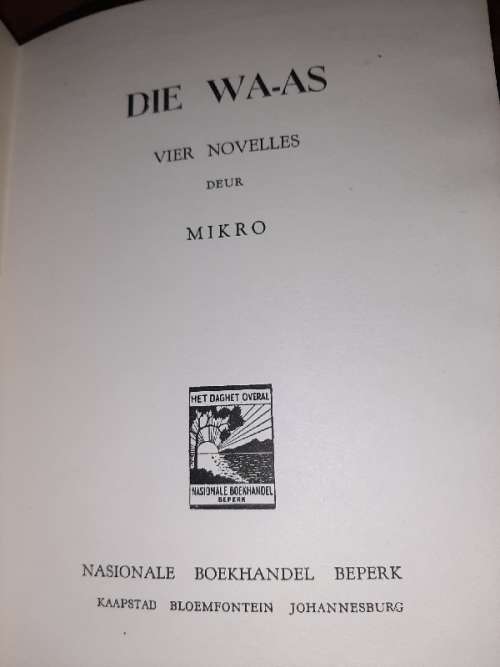 DIE WA-AS
VIER NOVELLES
DEUR
MIKRO
HET DAGHET OVERAL
NASIONALE BOEKHANDEL
BEPERK
NASIONALE BOEKHANDEL BEPERK
KAAPSTAD BLOEMFONTEIN JOHANNESBURG